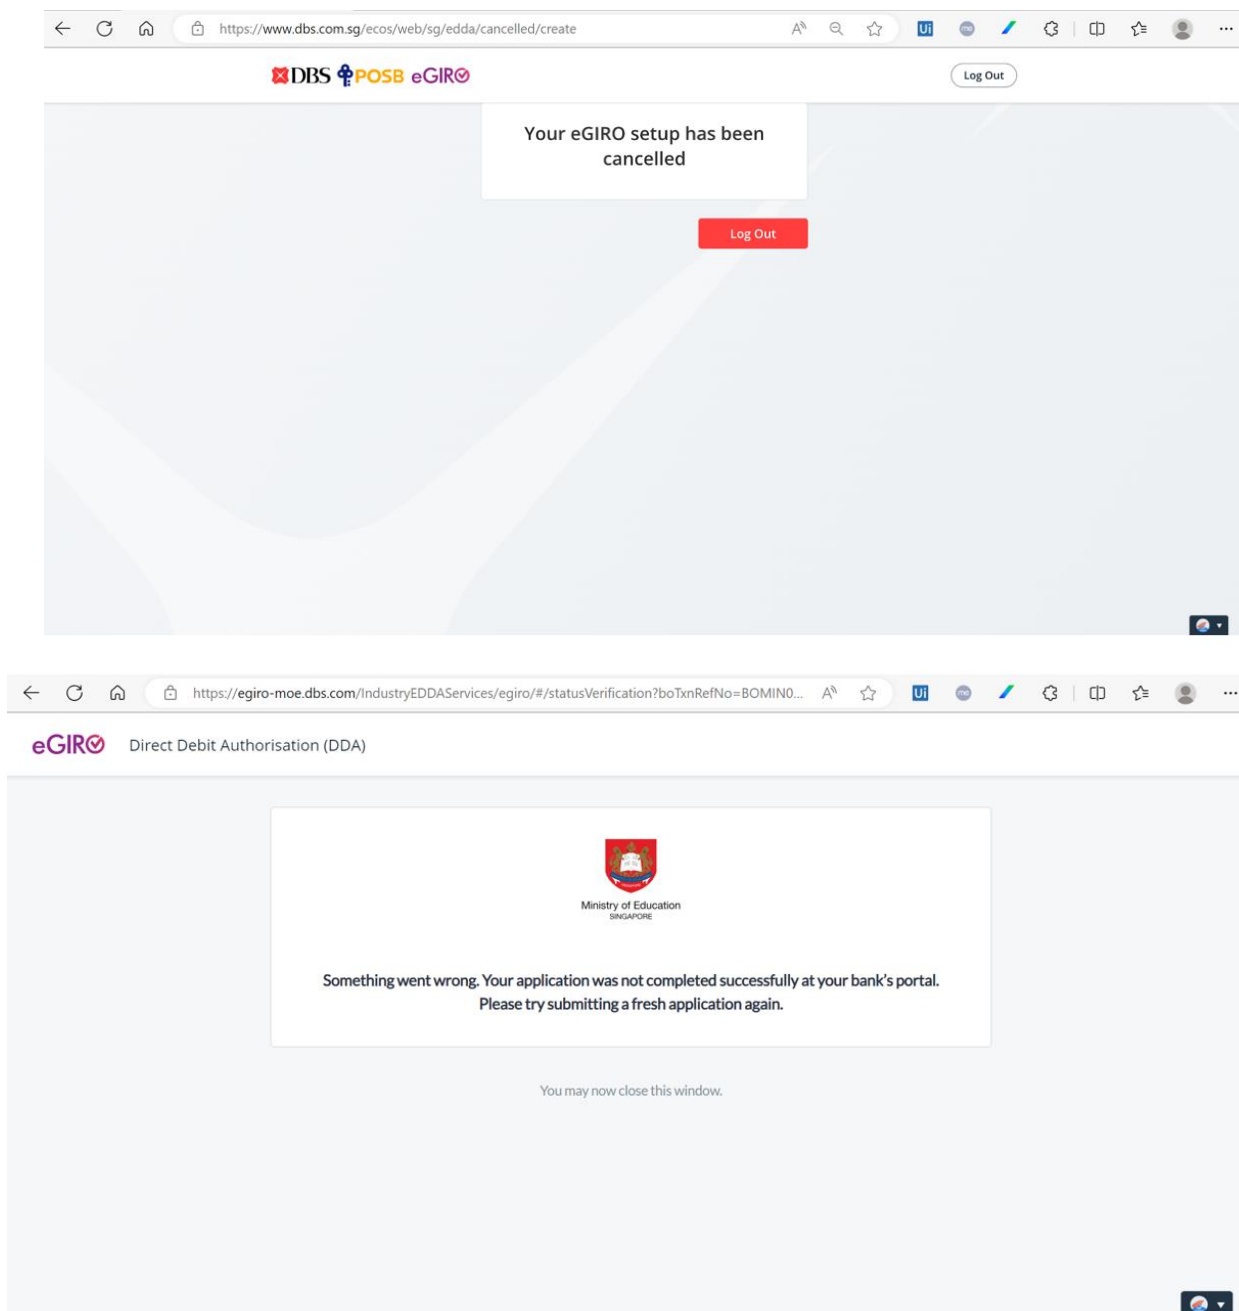 https://www.dbs.com.sg/ecos/web/sg/edda/cancelled/create
DBS POSB eGIRO
Log Out
Your eGIRO setup has been
cancelled
Log Out
https://egiro-moe.dbs.com/IndustryEDDAServices/egiro/#/statusVerification?boTxnRefNo=BOMIN0...
eGIRO Direct Debit Authorisation (DDA)
Ministry of Education
SINGAPORE
Something went wrong. Your application was not completed successfully at your bank's portal.
Please try submitting a fresh application again.
You may now close this window.